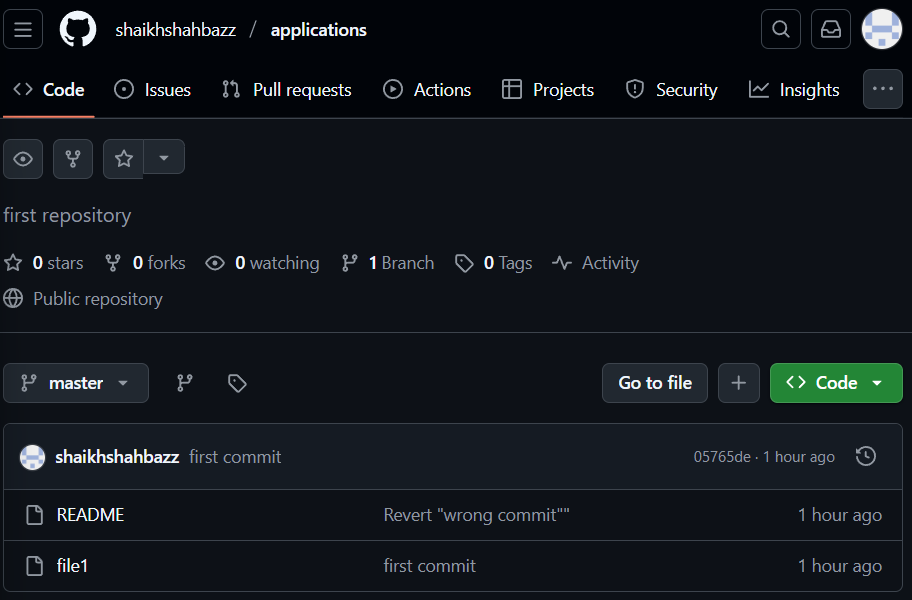 shaikhshahbazz / applications
Code Issues Pull requests Actions Projects Security Insights
first repository
0 stars 0 forks 0 watching 1 Branch 0 Tags Activity
Public repository
master Go to file Code
shaikhshahbazz first commit 05765de · 1 hour ago
README Revert "wrong commit"" 1 hour ago
file1 first commit 1 hour ago